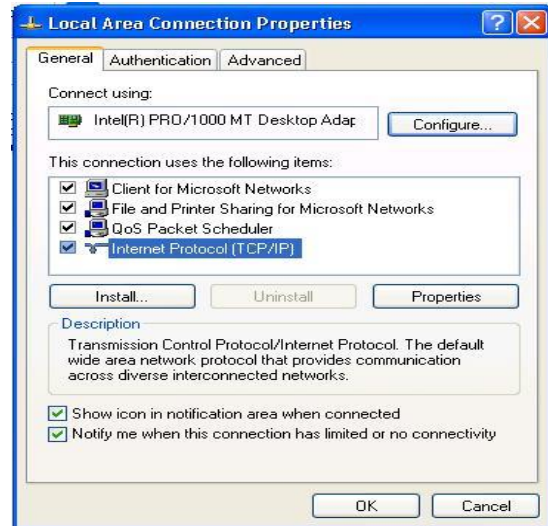 Local Area Connection Properties
General Authentication Advanced
Connect using:
Intel(R) PRO/1000 MT Desktop Adap
Configure...
This connection uses the following items:
Client for Microsoft Networks
File and Printer Sharing for Microsoft Networks
QoS Packet Scheduler
Internet Protocol (TCP/IP)
Install... Uninstall Properties
Description
Transmission Control Protocol/Internet Protocol. The default
wide area network protocol that provides communication
across diverse interconnected networks.
Show icon in notification area when connected
Notify me when this connection has limited or no connectivity
OK Cancel